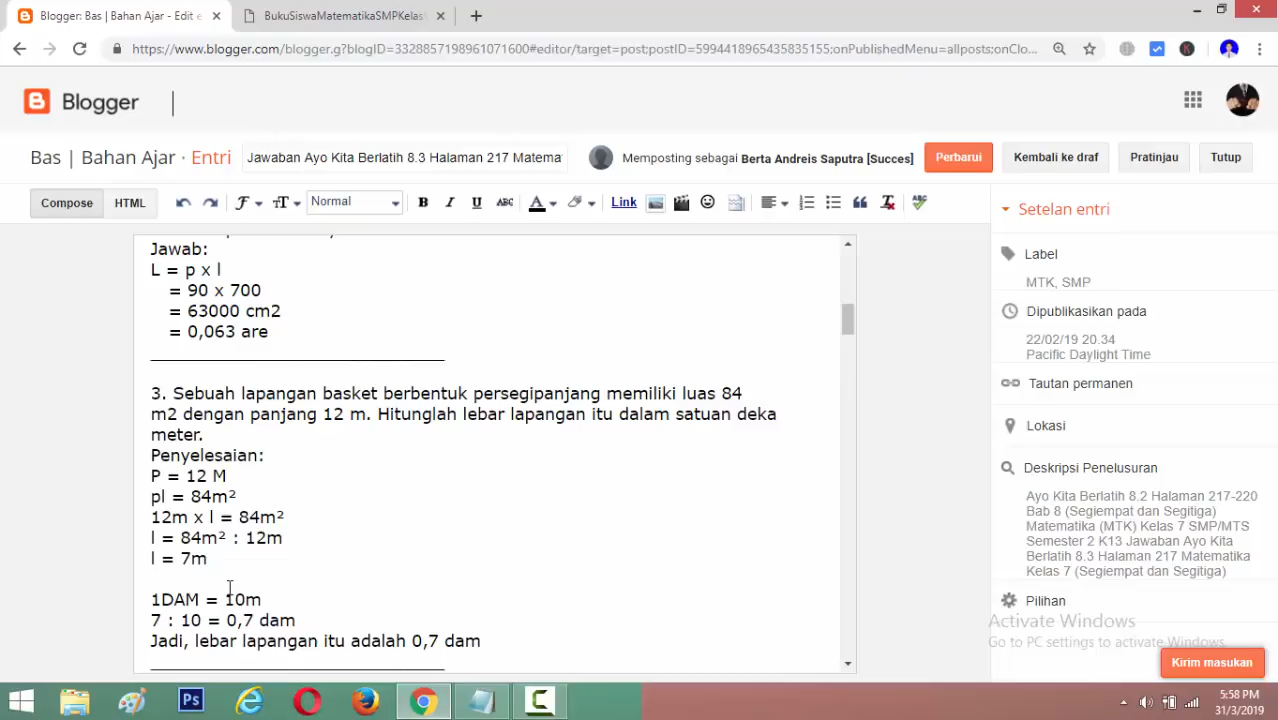 Blogger: Bas | Bahan Ajar - Edit e
BukuSiswaMatematikaSMPKelas
https://www.blogger.com/blogger.g?blogID=3328857198961071600#editor/target=post;postID=5994418965435835155;onPublishedMenu=allposts;onClo...
Blogger
Bas | Bahan Ajar · Entri
Jawaban Ayo Kita Berlatih 8.3 Halaman 217 Matema
Memposting sebagai Berta Andreis Saputra [Succes]
Perbarui
Kembali ke draf
Pratinjau
Tutup
Compose
HTML
Normal
B I U ABC A Link
Setelan entri
Label
MTK, SMP
Dipublikasikan pada
22/02/19 20.34
Pacific Daylight Time
Tautan permanen
Lokasi
Deskripsi Penelusuran
Ayo Kita Berlatih 8.2 Halaman 217-220
Bab 8 (Segiempat dan Segitiga)
Matematika (MTK) Kelas 7 SMP/MTS
Semester 2 K13 Jawaban Ayo Kita
Berlatih 8.3 Halaman 217 Matematika
Kelas 7 (Segiempat dan Segitiga)
Pilihan
Activate Windows
Go to PC settings to activate Windows.
Kirim masukan
Jawab:
L = p x l
= 90 x 700
= 63000 cm2
= 0,063 are
3. Sebuah lapangan basket berbentuk persegipanjang memiliki luas 84
m2 dengan panjang 12 m. Hitunglah lebar lapangan itu dalam satuan deka
meter.
Penyelesaian:
P = 12 M
pl = 84m²
12m x l = 84m²
l = 84m² : 12m
l = 7m
1DAM = 10m
7 : 10 = 0,7 dam
Jadi, lebar lapangan itu adalah 0,7 dam
Ps
5:58 PM
31/3/2019